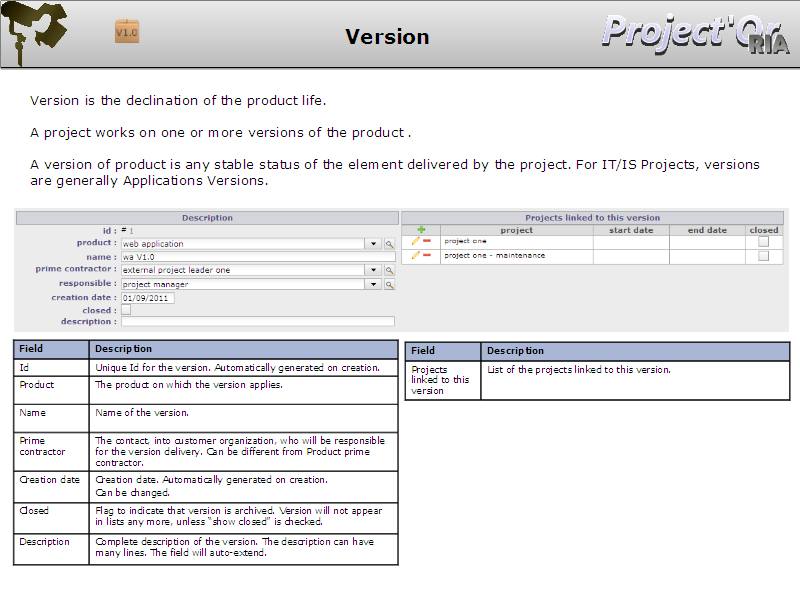 V1.0
Version
Project'Or
RIA
Version is the declination of the product life.
A project works on one or more versions of the product .
A version of product is any stable status of the element delivered by the project. For IT/IS Projects, versions
are generally Applications Versions.
Description
id : # 1
product : web application
name : wa V1.0
prime contractor : external project leader one
responsible : project manager
creation date : 01/09/2011
closed :
description :
Projects linked to this version
project start date end date closed
project one
project one - maintenance
Field Description
Id Unique Id for the version. Automatically generated on creation.
Product The product on which the version applies.
Name Name of the version.
Prime The contact, into customer organization, who will be responsible
contractor for the version delivery. Can be different from Product prime
contractor.
Creation date Creation date. Automatically generated on creation.
Can be changed.
Closed Flag to indicate that version is archived. Version will not appear
in lists any more, unless “show closed” is checked.
Description Complete description of the version. The description can have
many lines. The field will auto-extend.
Field Description
Projects List of the projects linked to this version.
linked to this
version